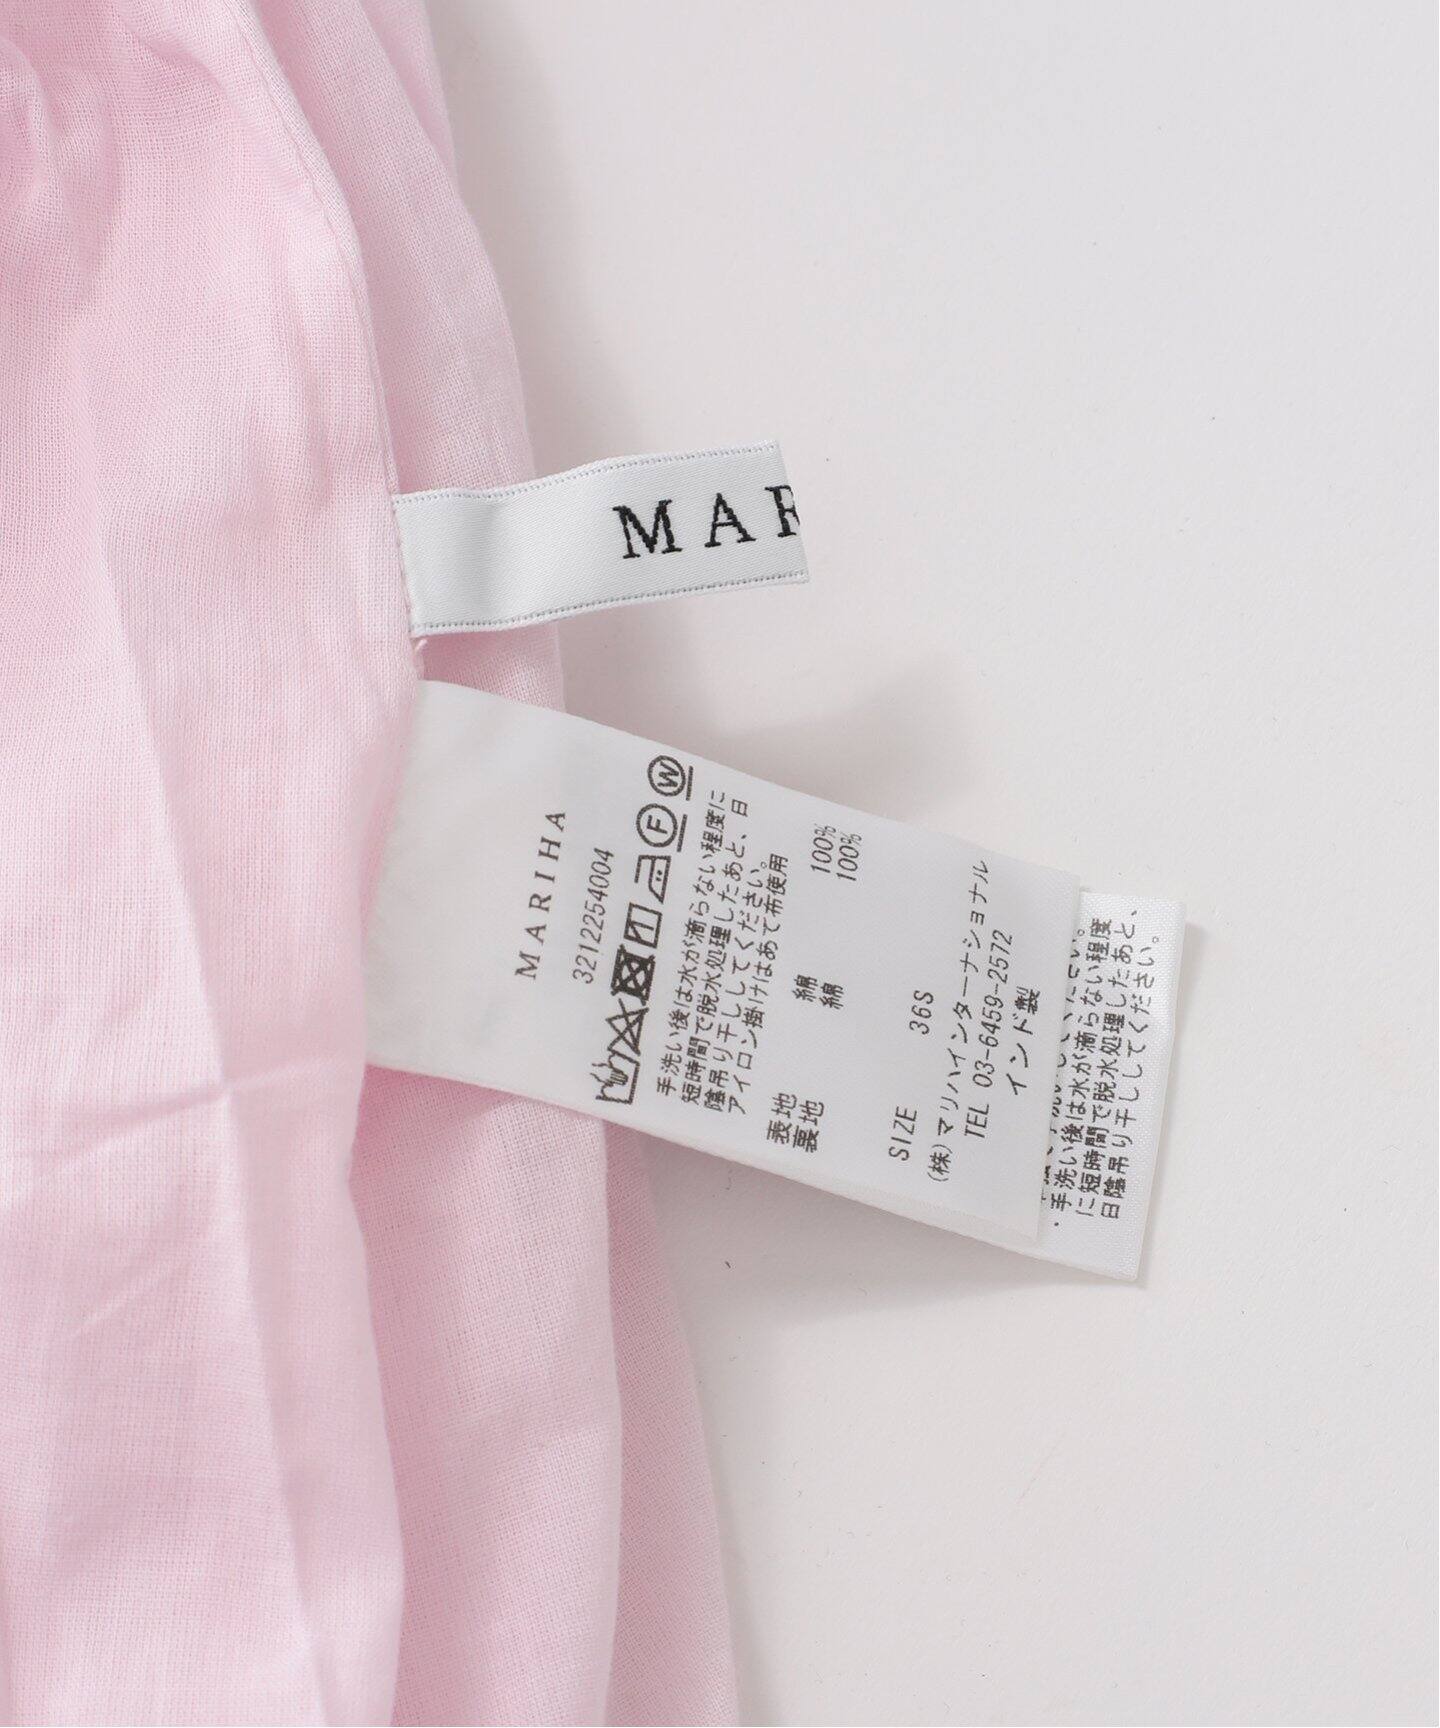 MAR
MARIHA
3212254004
F W
手洗い後は水が滴らない程度に
短時間で脱水処理したあと、日
陰吊り干ししてください。
アイロン掛けはあて布使用
表地 綿 100%
裏地 綿 100%
SIZE 36S
(株)マリハインターナショナル
TEL 03-6459-2572
インド製
・手洗い後は水が滴らない程度
に短時間で脱水処理したあと、
日陰吊り干ししてください。